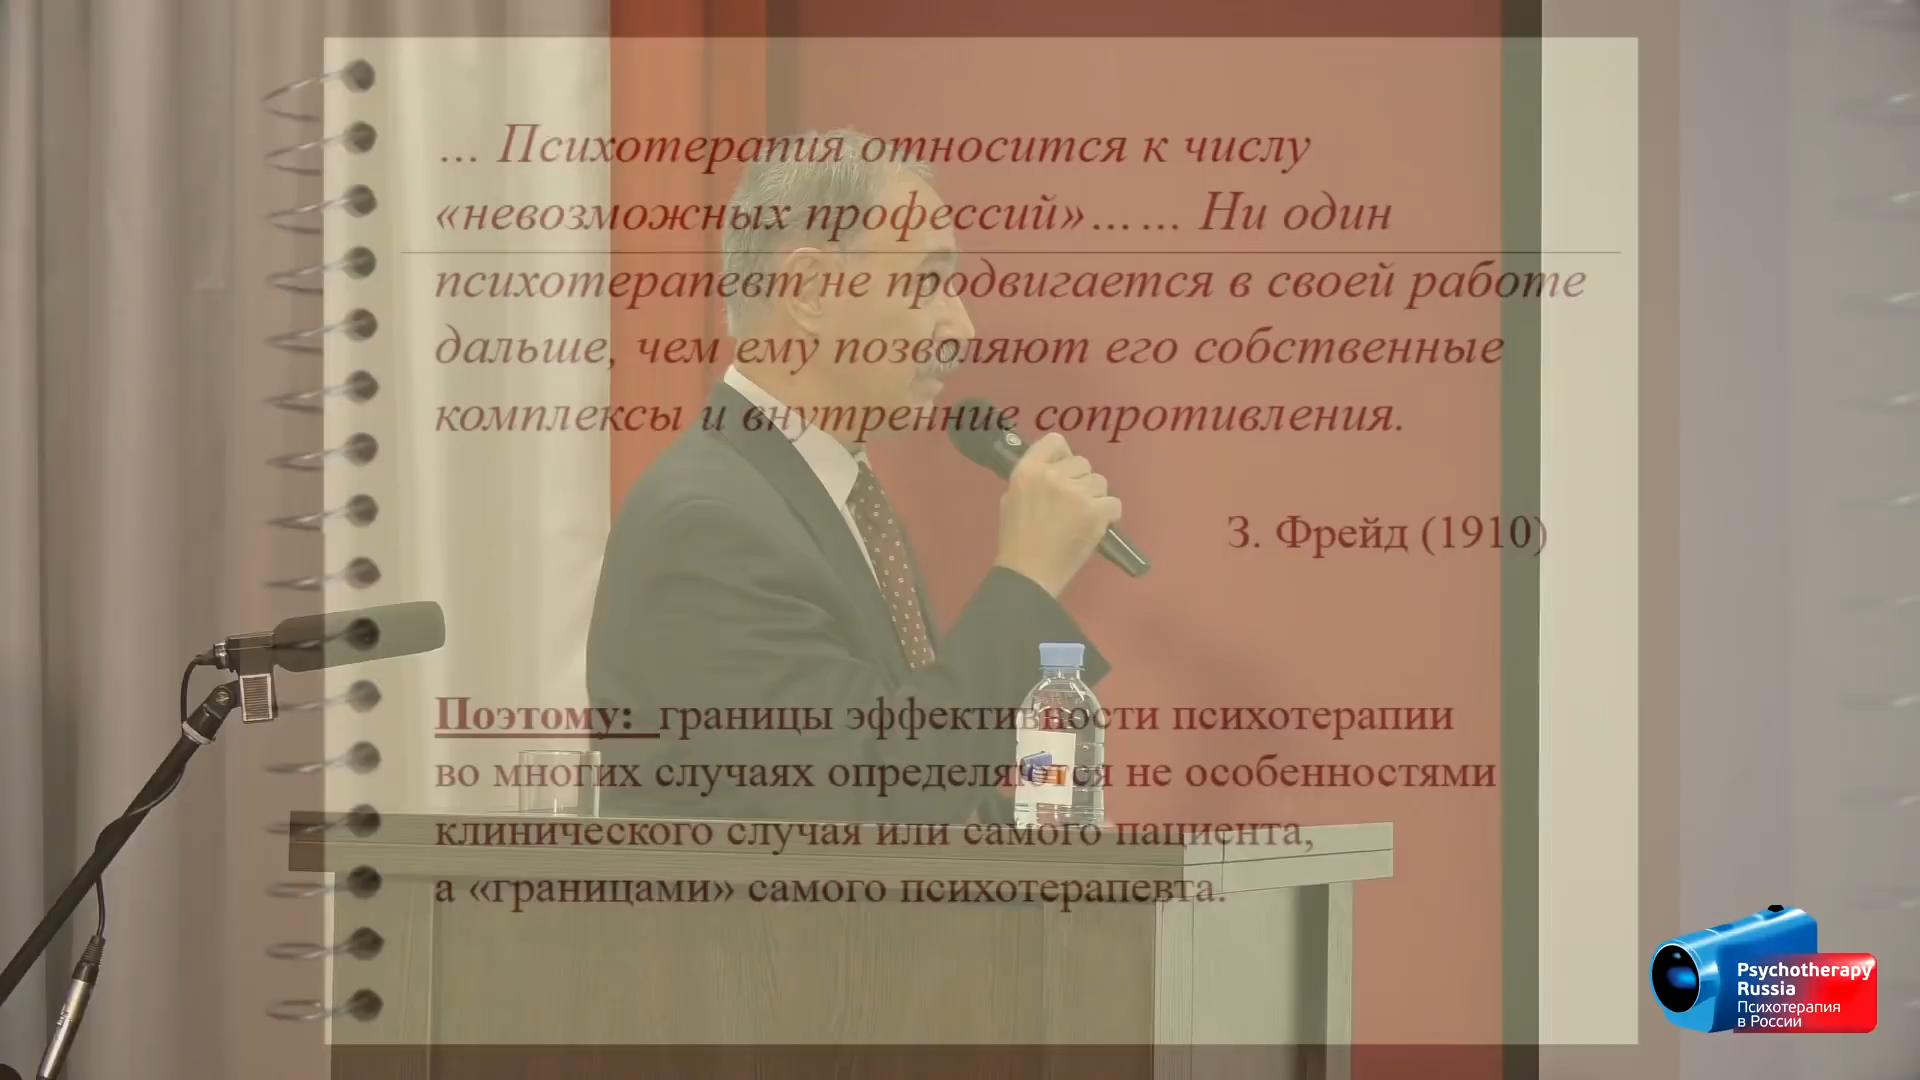 … Психотерапия относится к числу
«невозможных профессий»…… Ни один
психотерапевт не продвигается в своей работе
дальше, чем ему позволяют его собственные
комплексы и внутренние сопротивления.
З. Фрейд (1910)
Поэтому: границы эффективности психотерапии
во многих случаях определяются не особенностями
клинического случая или самого пациента,
а «границами» самого психотерапевта.
Psychotherapy
Russia
Психотерапия
в России